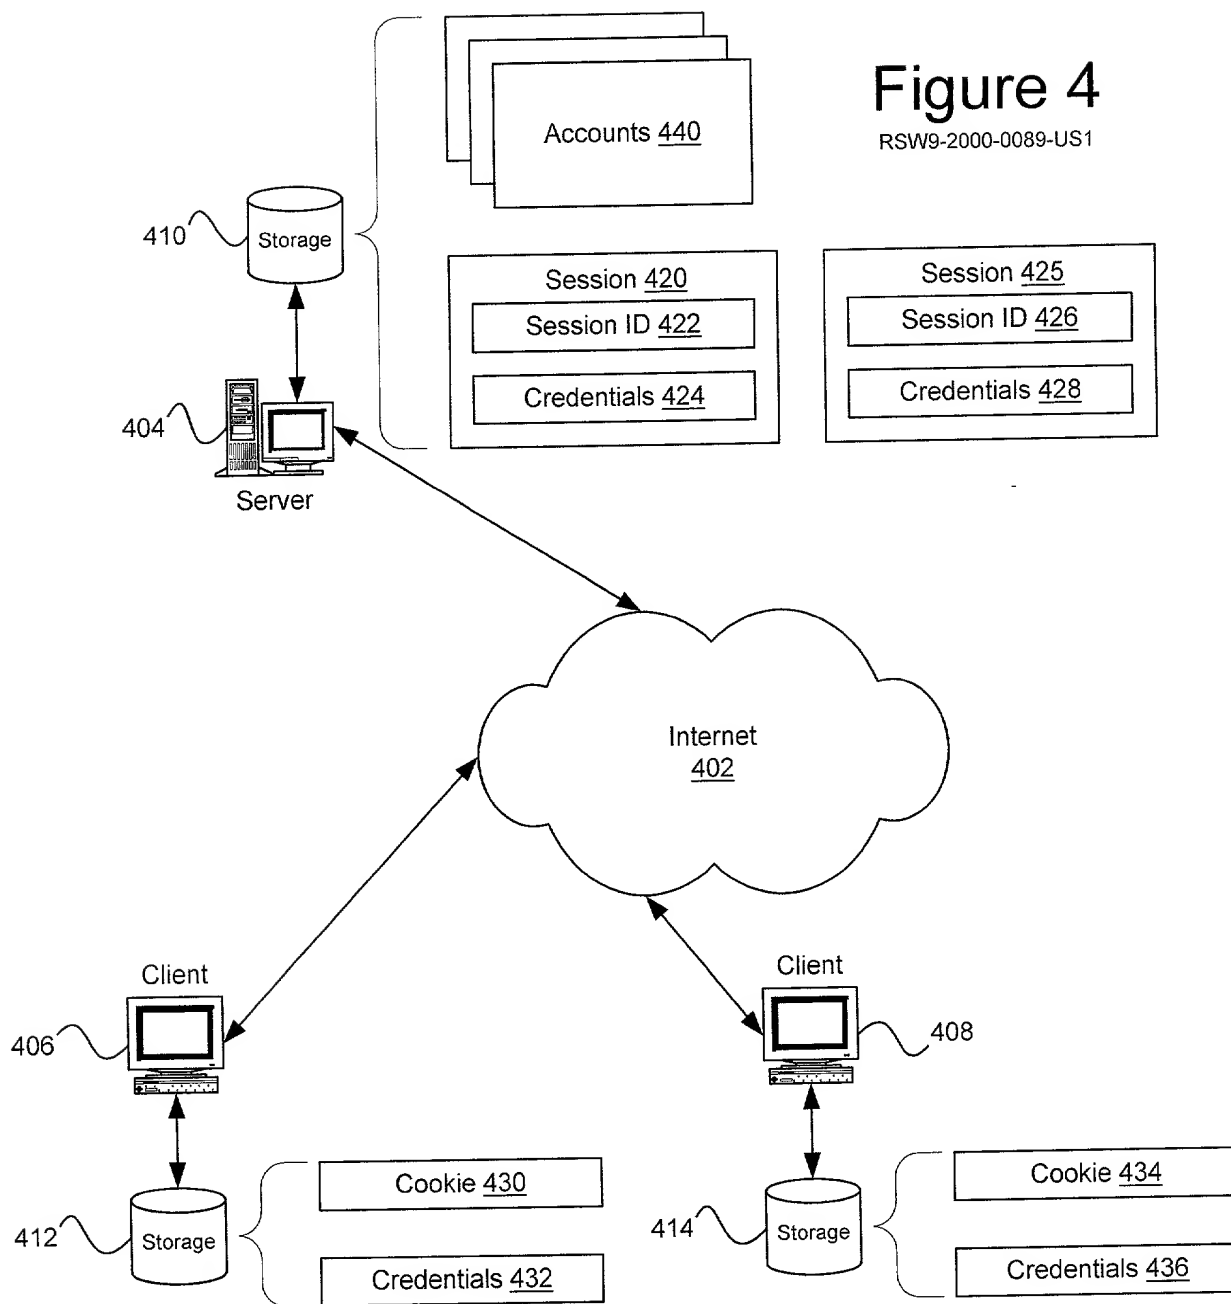 Figure 4
RSW9-2000-0089-US1
Accounts 440
410
Storage
Session 420
Session ID 422
Credentials 424
Session 425
Session ID 426
Credentials 428
404
Server
Internet
402
Client
406
Client
408
Cookie 430
412
Storage
Credentials 432
Cookie 434
414
Storage
Credentials 436